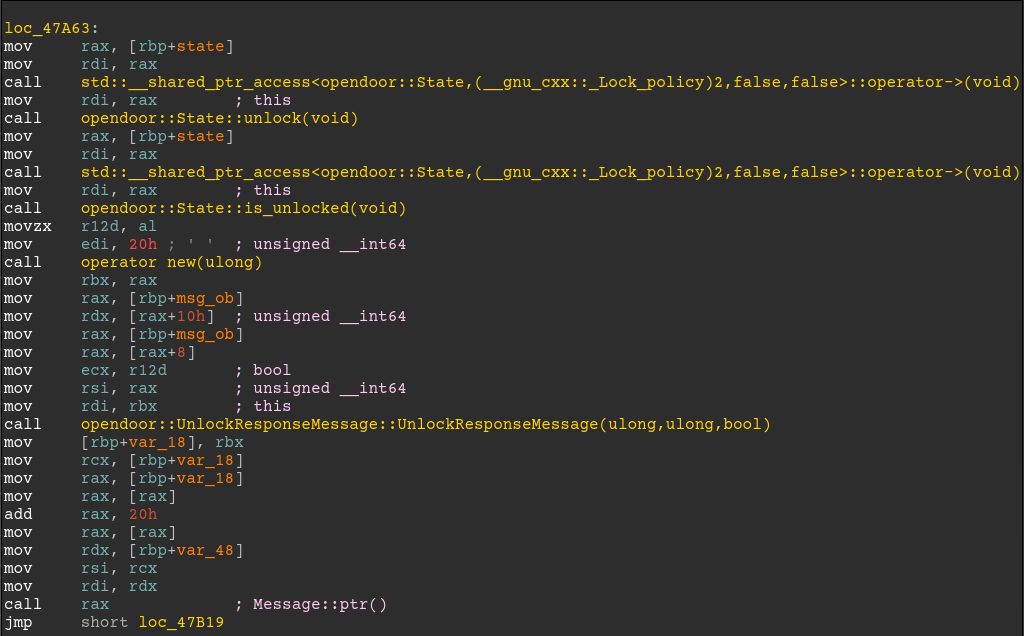 loc_47A63:
mov rax, [rbp+state]
mov rdi, rax
call std::__shared_ptr_access<opendoor::State,(__gnu_cxx::_Lock_policy)2,false,false>::operator->(void)
mov rdi, rax ; this
call opendoor::State::unlock(void)
mov rax, [rbp+state]
mov rdi, rax
call std::__shared_ptr_access<opendoor::State,(__gnu_cxx::_Lock_policy)2,false,false>::operator->(void)
mov rdi, rax ; this
call opendoor::State::is_unlocked(void)
movzx r12d, al
mov edi, 20h ; ' ' ; unsigned __int64
call operator new(ulong)
mov rbx, rax
mov rax, [rbp+msg_ob]
mov rdx, [rax+10h] ; unsigned __int64
mov rax, [rbp+msg_ob]
mov rax, [rax+8]
mov ecx, r12d ; bool
mov rsi, rax ; unsigned __int64
mov rdi, rbx ; this
call opendoor::UnlockResponseMessage::UnlockResponseMessage(ulong,ulong,bool)
mov [rbp+var_18], rbx
mov rcx, [rbp+var_18]
mov rax, [rbp+var_18]
mov rax, [rax]
add rax, 20h
mov rax, [rax]
mov rdx, [rbp+var_48]
mov rsi, rcx
mov rdi, rdx
call rax ; Message::ptr()
jmp short loc_47B19